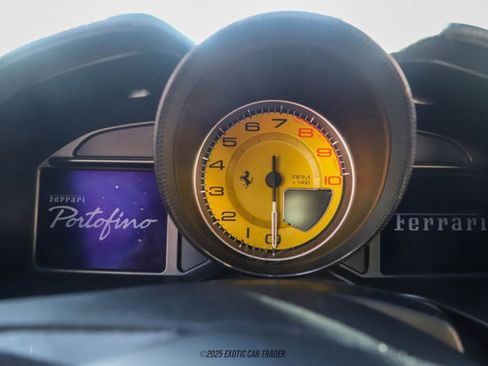 Ferrari
Portofino
0
1
2
3
4
5
6
7
8
9
10
RPM
x 1000
Ferrari
©2025 EXOTIC CAR TRADER